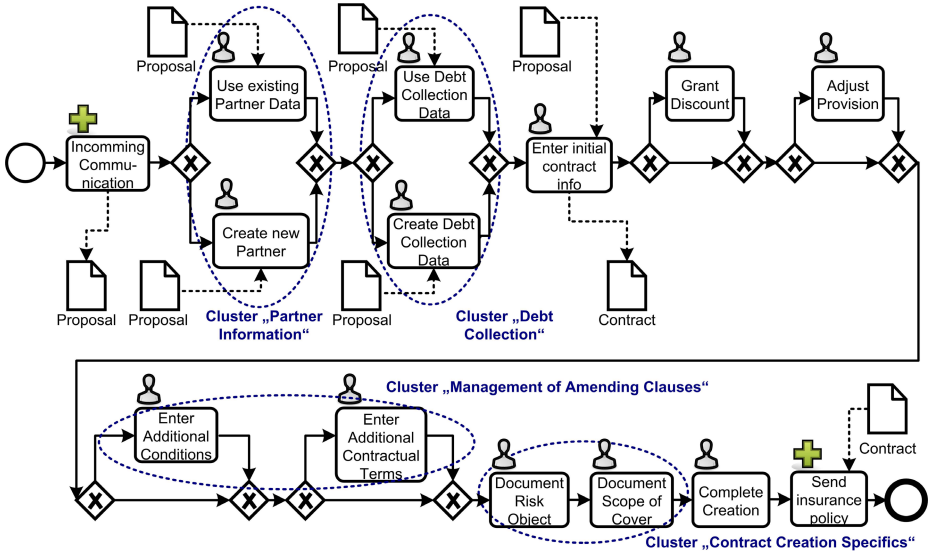 Proposal
Proposal
Proposal
Use existing
Partner Data
Use Debt
Collection
Data
Grant
Discount
Adjust
Provision
Incomming
Commu-
nication
X
X
X
X
Enter initial
contract
info
X
X
X
X
Create new
Partner
Create Debt
Collection
Data
Proposal
Proposal
Proposal
Contract
Cluster „Partner
Information“
Cluster „Debt
Collection“
Cluster „Management of Amending Clauses“
Enter
Additional
Conditions
Enter
Additional
Contractual
Terms
Contract
X
X
X
X
Document
Risk
Object
Document
Scope of
Cover
Complete
Creation
Send
insurance
policy
Cluster „Contract Creation Specifics“